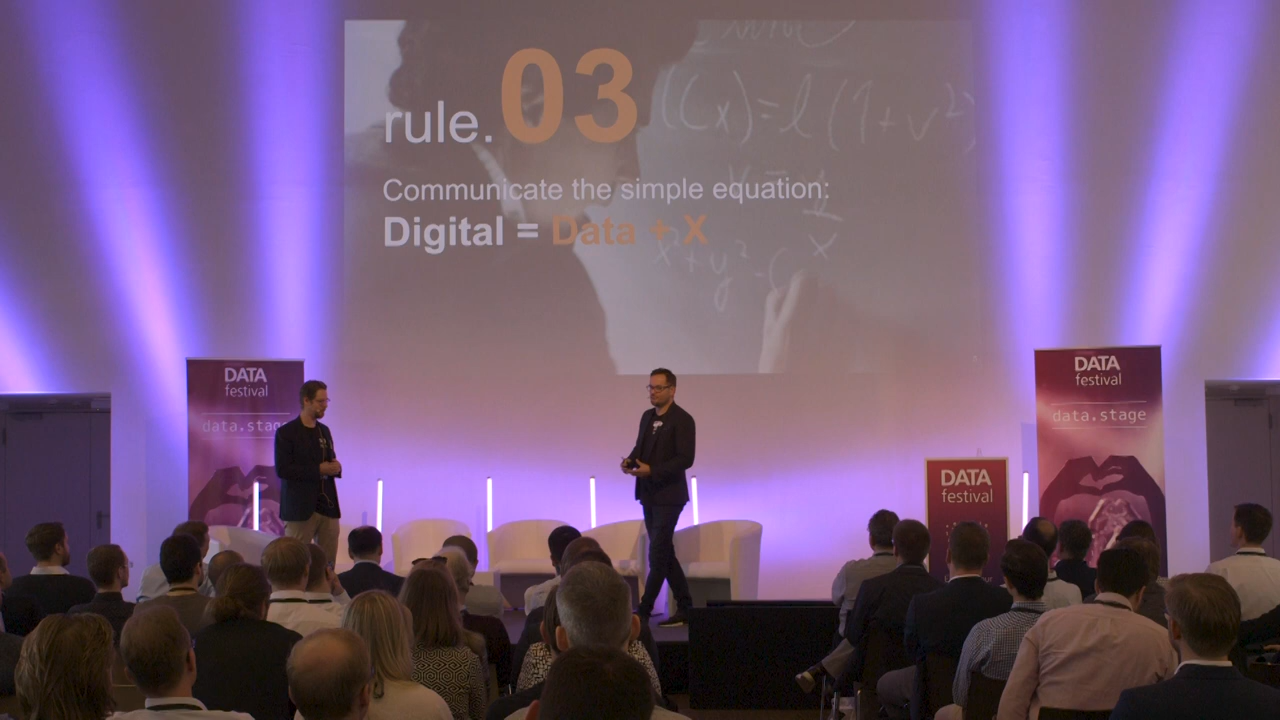 rule.03
Communicate the simple equation:
Digital = Data + X
DATA
festival
data.stage
DATA
festival
DATA
festival
data.stage